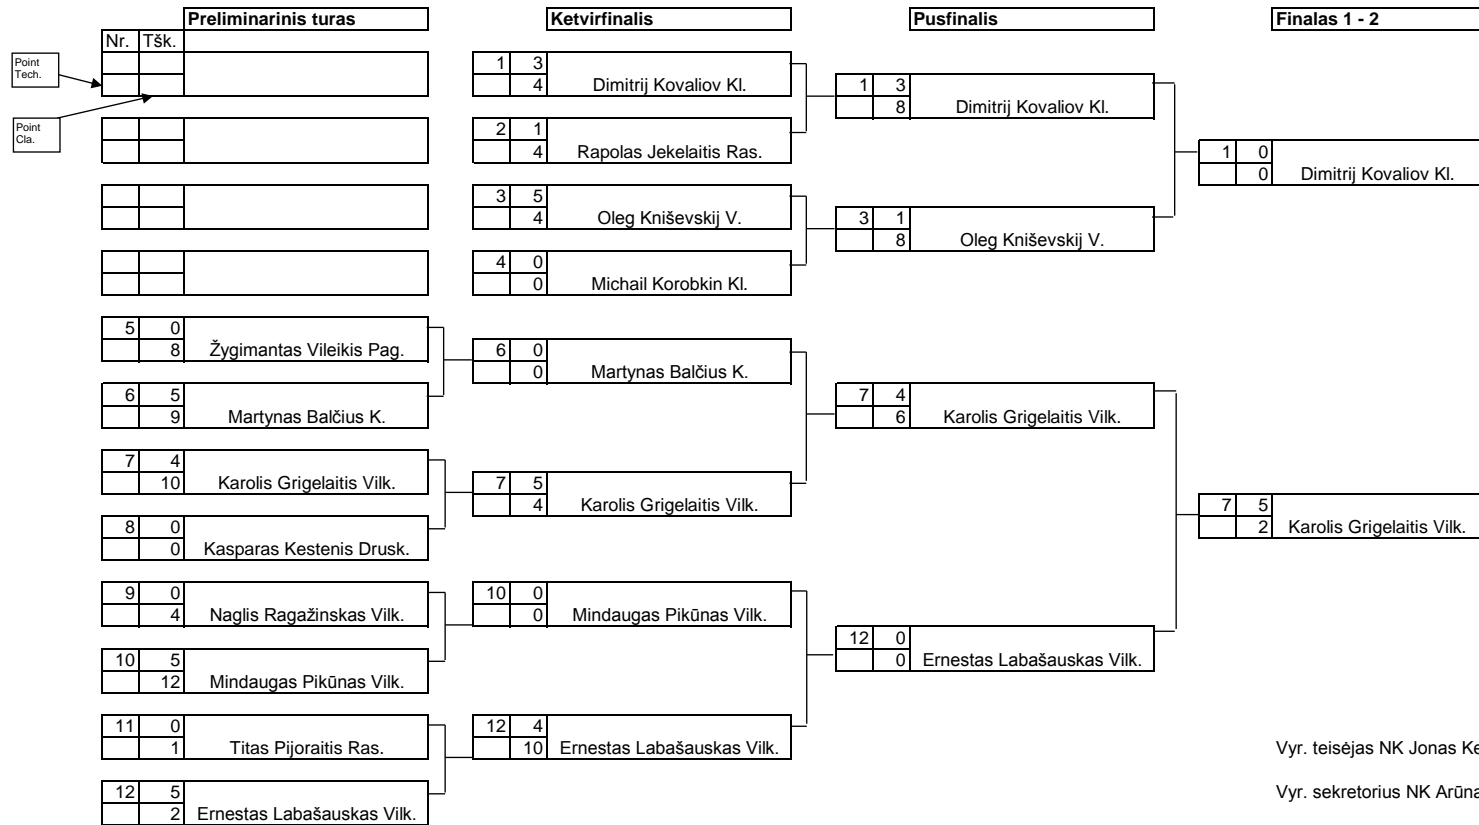 Preliminarinis turas Ketvirfinalis Pusfinalis Finalas 1 - 2
Nr. Tšk.
Point
Tech.
Point
Cla.
1 3
4 Dimitrij Kovaliov Kl.
2 1
4 Rapolas Jekelaitis Ras.
3 5
4 Oleg Kniševskij V.
4 0
0 Michail Korobkin Kl.
5 0
8 Žygimantas Vileikis Pag.
6 5
9 Martynas Balčius K.
7 4
10 Karolis Grigelaitis Vilk.
8 0
0 Kasparas Kestenis Drusk.
9 0
4 Naglis Ragažinskas Vilk.
10 5
12 Mindaugas Pikūnas Vilk.
11 0
1 Titas Pijoraitis Ras.
12 5
2 Ernestas Labašauskas Vilk.
6 0
0 Martynas Balčius K.
7 5
4 Karolis Grigelaitis Vilk.
10 0
0 Mindaugas Pikūnas Vilk.
12 4
10 Ernestas Labašauskas Vilk.
1 3
8 Dimitrij Kovaliov Kl.
3 1
8 Oleg Kniševskij V.
7 4
6 Karolis Grigelaitis Vilk.
12 0
0 Ernestas Labašauskas Vilk.
1 0
0 Dimitrij Kovaliov Kl.
7 5
2 Karolis Grigelaitis Vilk.
Vyr. teisėjas NK Jonas
Vyr. sekretorius NK